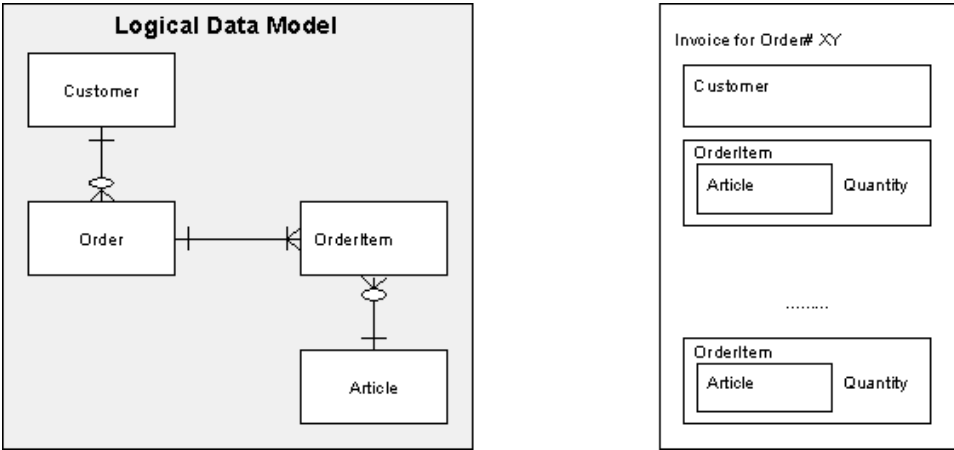 Logical Data Model
Customer
Order
OrderItem
Article
Invoice for Order# XY
Customer
OrderItem
Article Quantity
.........
OrderItem
Article Quantity